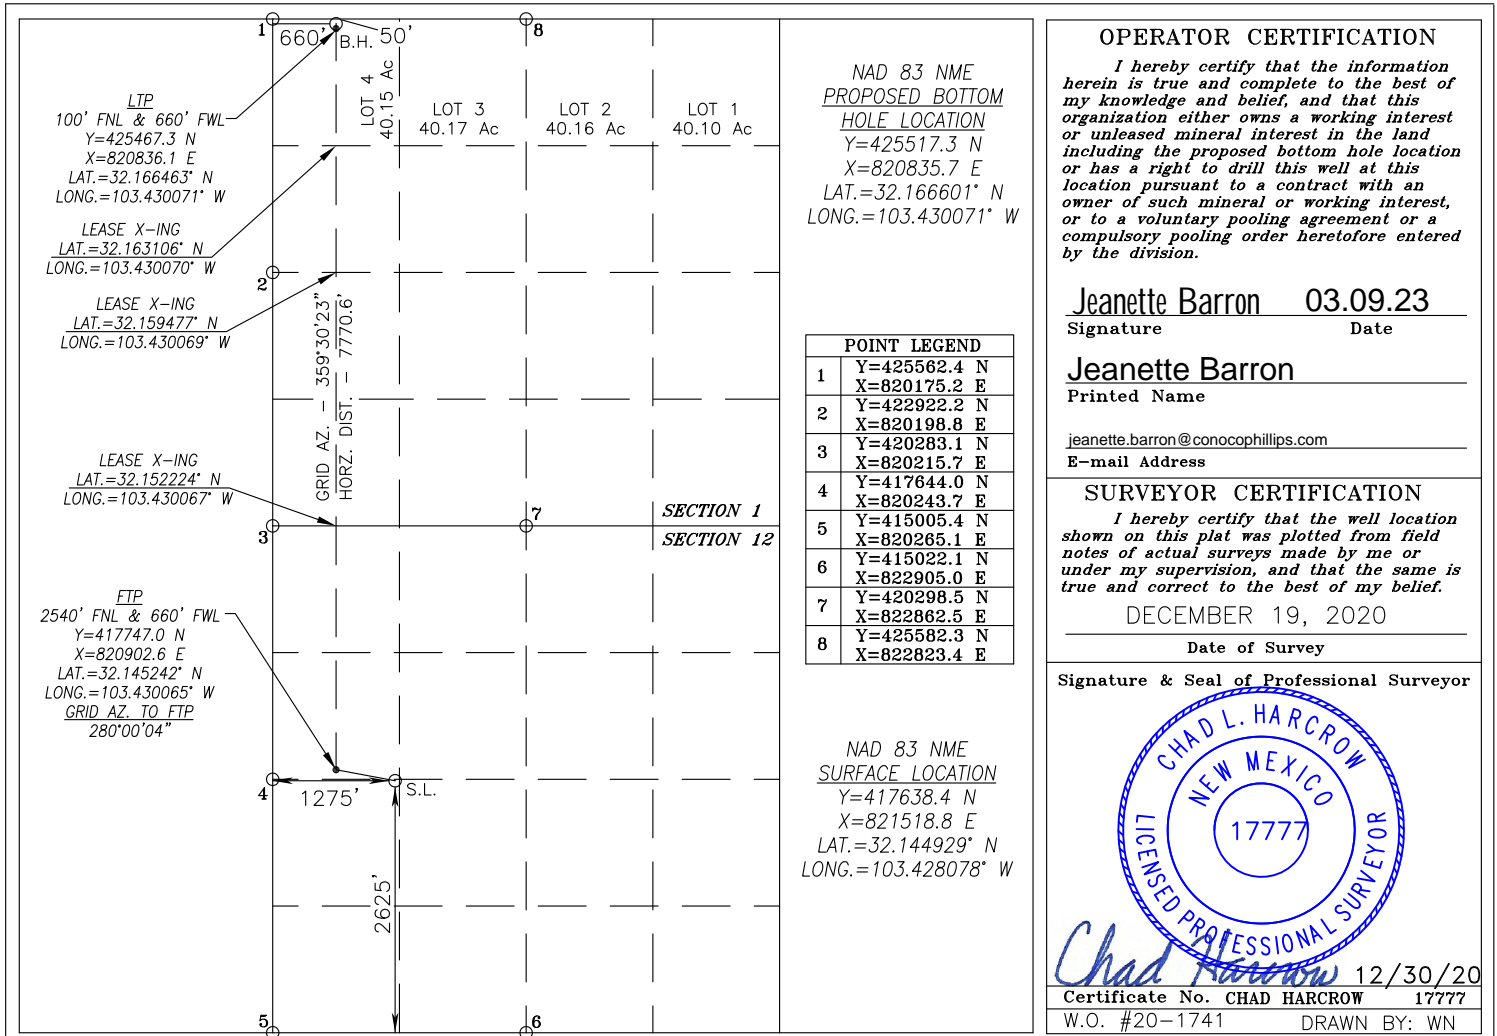 1
660'
B.H.
50'
8
LTP
100' FNL & 660' FWL
Y=425467.3 N
X=820836.1 E
LAT.=32.166463° N
LONG.=103.430071° W
LOT 4
40.15 Ac
LOT 3
40.17 Ac
LOT 2
40.16 Ac
LOT 1
40.10 Ac
LEASE X-ING
LAT.=32.163106° N
LONG.=103.430070° W
2
LEASE X-ING
LAT.=32.159477° N
LONG.=103.430069° W
GRID AZ. - 359°30'23"
HORZ. DIST. - 7770.6'
LEASE X-ING
LAT.=32.152224° N
LONG.=103.430067° W
3
7
SECTION 1
SECTION 12
FTP
2540' FNL & 660' FWL
Y=417747.0 N
X=820902.6 E
LAT.=32.145242° N
LONG.=103.430065° W
GRID AZ. TO FTP
280°00'04"
4
1275'
S.L.
2625'
5
6
NAD 83 NME
PROPOSED BOTTOM
HOLE LOCATION
Y=425517.3 N
X=820835.7 E
LAT.=32.166601° N
LONG.=103.430071° W
POINT LEGEND
1 Y=425562.4 N
X=820175.2 E
2 Y=422922.2 N
X=820198.8 E
3 Y=420283.1 N
X=820215.7 E
4 Y=417644.0 N
X=820243.7 E
5 Y=415005.4 N
X=820265.1 E
6 Y=415022.1 N
X=822905.0 E
7 Y=420298.5 N
X=822862.5 E
8 Y=425582.3 N
X=822823.4 E
NAD 83 NME
SURFACE LOCATION
Y=417638.4 N
X=821518.8 E
LAT.=32.144929° N
LONG.=103.428078° W
OPERATOR CERTIFICATION
I hereby certify that the information
herein is true and complete to the best of
my knowledge and belief, and that this
organization either owns a working interest
or unleased mineral interest in the land
including the proposed bottom hole location
or has a right to drill this well at this
location pursuant to a contract with an
owner of such mineral or working interest,
or to a voluntary pooling agreement or a
compulsory pooling order heretofore entered
by the division.
Jeanette Barron 03.09.23
Signature Date
Jeanette Barron
Printed Name
jeanette.barron@conocophillips.com
E-mail Address
SURVEYOR CERTIFICATION
I hereby certify that the well location
shown on this plat was plotted from field
notes of actual surveys made by me or
under my supervision, and that the same is
true and correct to the best of my belief.
DECEMBER 19, 2020
Date of Survey
Signature & Seal of Professional Surveyor
CHAD L. HARCROW
NEW MEXICO
17777
LICENSED PROFESSIONAL SURVEYOR
Chad Harcrow 12/30/20
Certificate No. CHAD HARCROW 17777
W.O. #20-1741 DRAWN BY: WN